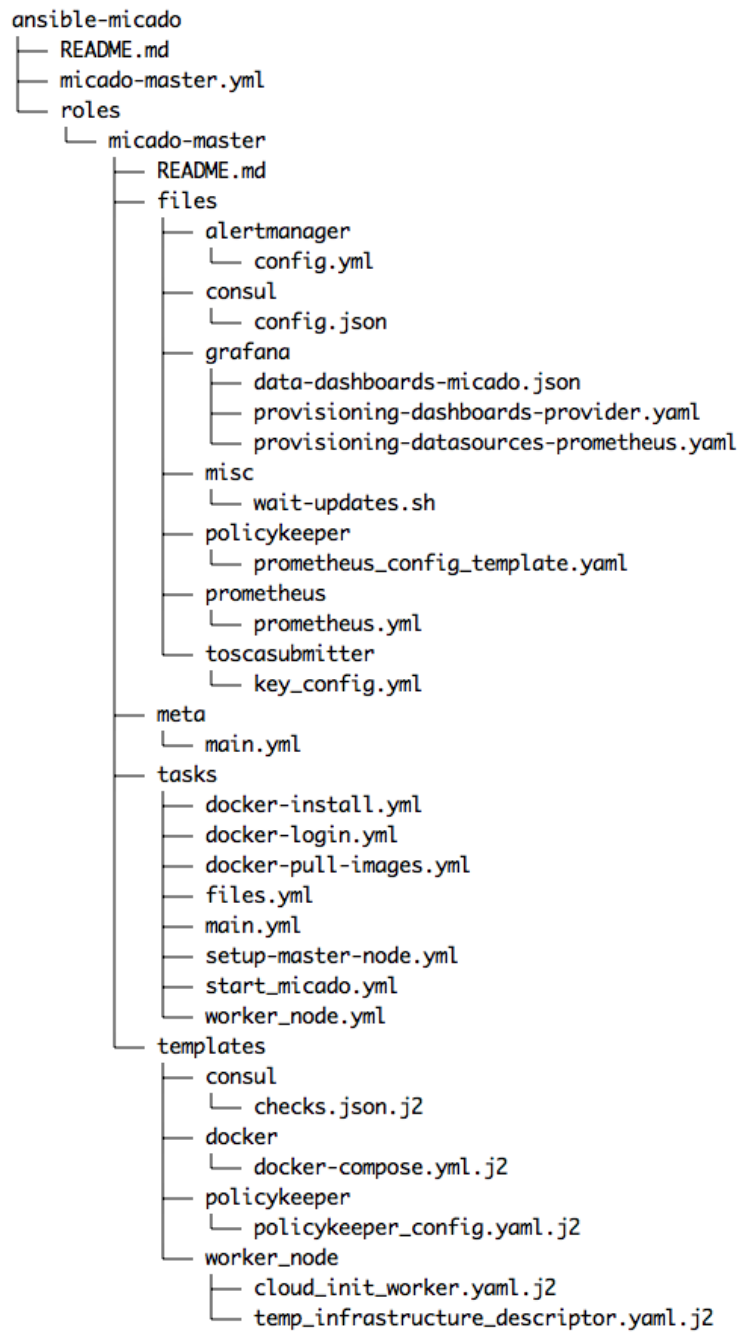 ansible-micado
README.md
micado-master.yml
roles
micado-master
README.md
files
alertmanager
config.yml
consul
config.json
grafana
data-dashboards-micado.json
provisioning-dashboards-provider.yaml
provisioning-datasources-prometheus.yaml
misc
wait-updates.sh
policykeeper
prometheus_config_template.yaml
prometheus
prometheus.yml
toscasubmitter
key_config.yml
meta
main.yml
tasks
docker-install.yml
docker-login.yml
docker-pull-images.yml
files.yml
main.yml
setup-master-node.yml
start_micado.yml
worker_node.yml
templates
consul
checks.json.j2
docker
docker-compose.yml.j2
policykeeper
policykeeper_config.yaml.j2
worker_node
cloud_init_worker.yaml.j2
temp_infrastructure_descriptor.yaml.j2